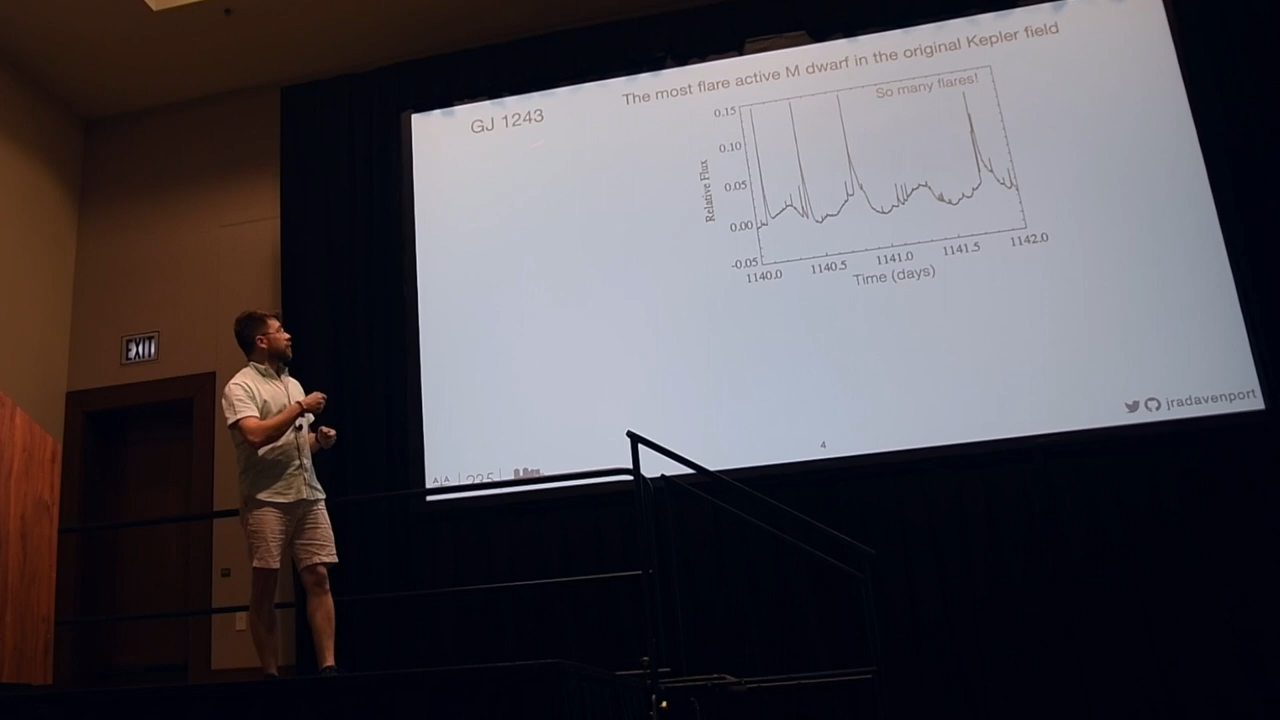 The most flare active M dwarf in the original Kepler field
GJ 1243
So many flares!
0.15
0.10
0.05
0.00
-0.05
Relative Flux
1140.0
1140.5
1141.0
1141.5
1142.0
Time (days)
EXIT
jradavenport
4